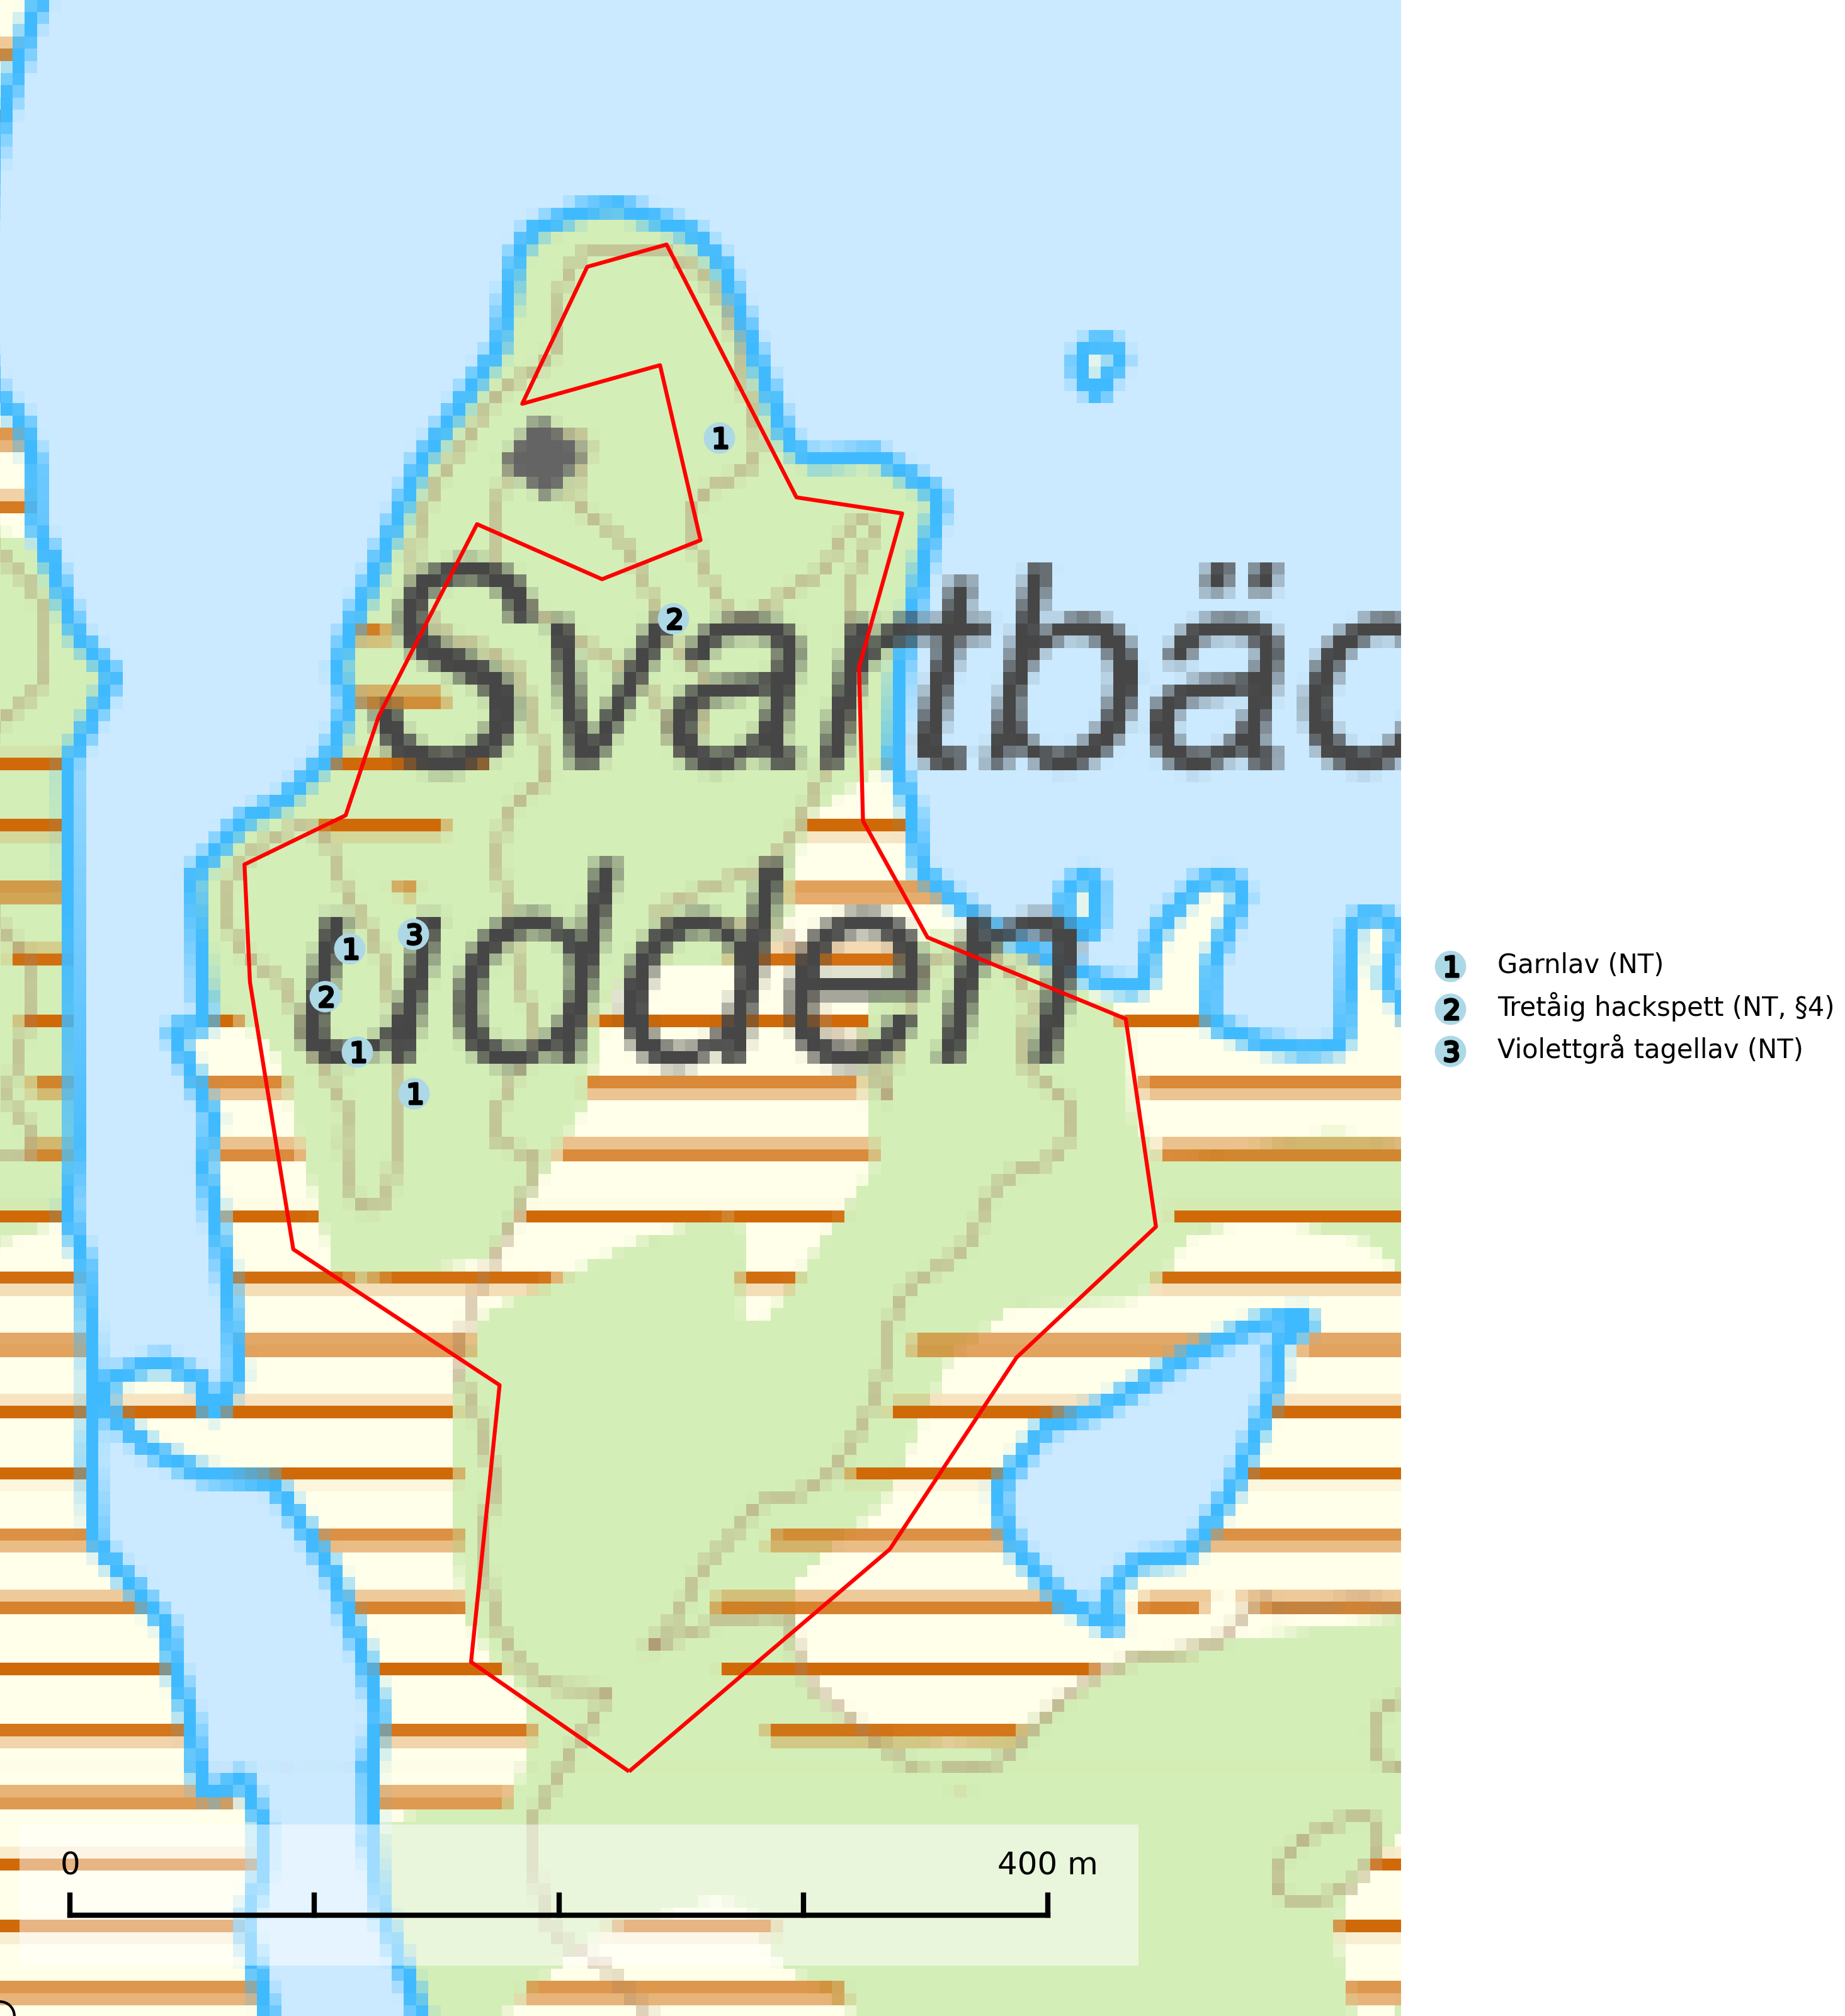 1
2
Svartbäc
udden
1 3
2
1
1
1 Garnlav (NT)
2 Tretåig hackspett (NT, §4)
3 Violettgrå tagellav (NT)
0 400 m